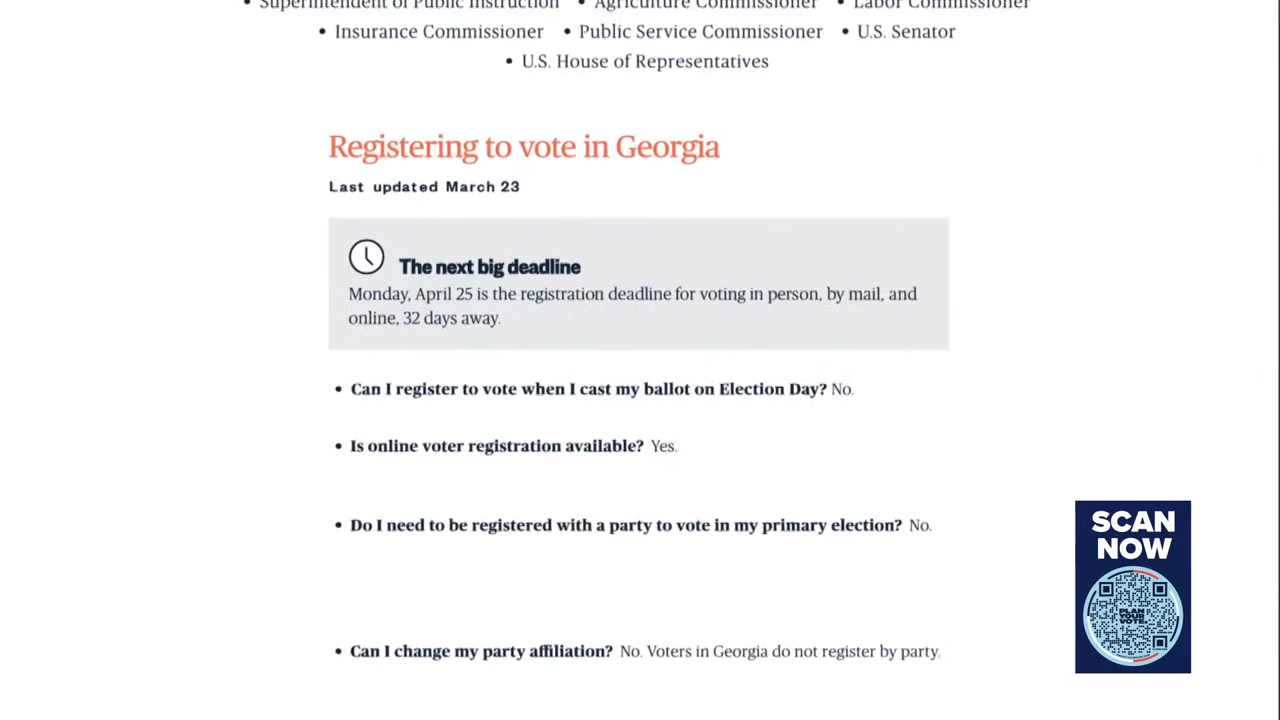 • Superintendent of Public Instruction • Agriculture Commissioner • Labor Commissioner
• Insurance Commissioner • Public Service Commissioner • U.S. Senator
• U.S. House of Representatives
Registering to vote in Georgia
Last updated March 23
The next big deadline
Monday, April 25 is the registration deadline for voting in person, by mail, and
online, 32 days away.
• Can I register to vote when I cast my ballot on Election Day? No.
• Is online voter registration available? Yes.
• Do I need to be registered with a party to vote in my primary election? No.
• Can I change my party affiliation? No. Voters in Georgia do not register by party.
SCAN
NOW
PLAN
YOUR
VOTE.